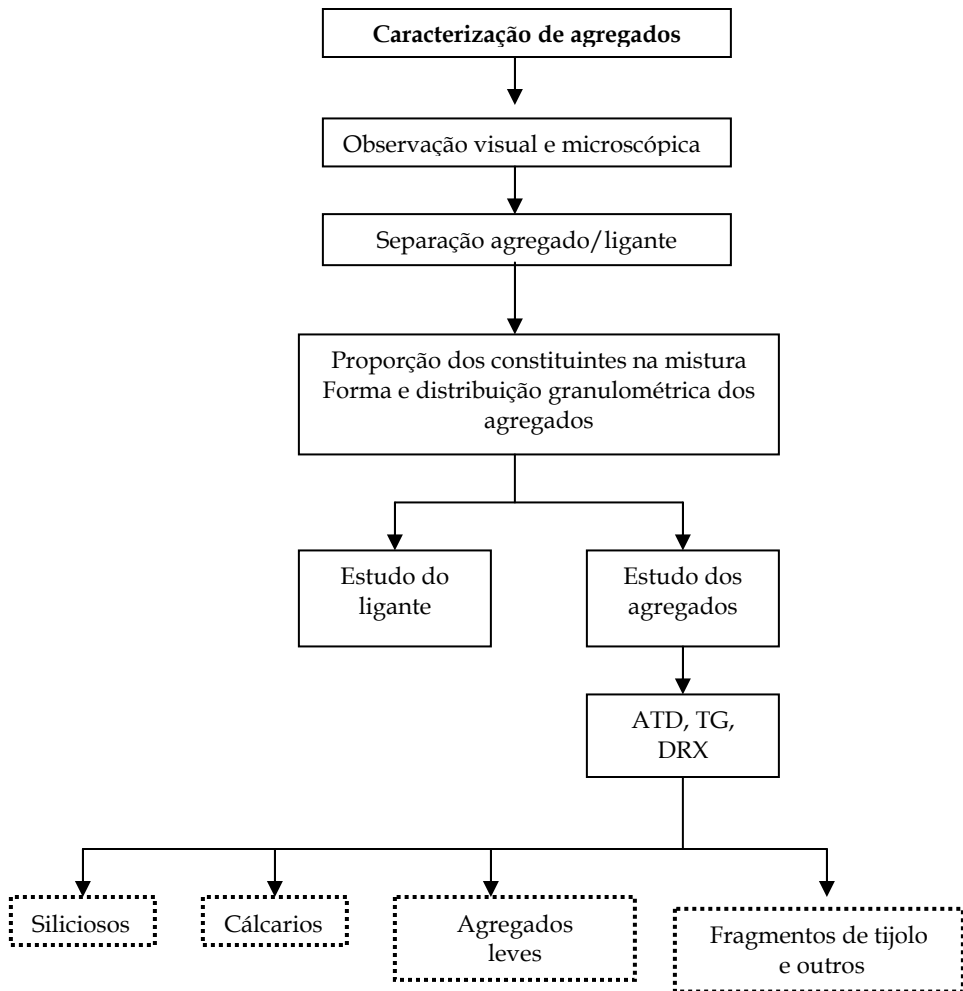 Caracterização de agregados
Observação visual e microscópica
Separação agregado/ligante
Proporção dos constituintes na mistura
Forma e distribuição granulométrica dos
agregados
Estudo do
ligante
Estudo dos
agregados
ATD, TG,
DRX
Siliciosos
Cálcarios
Agregados
leves
Fragmentos de tijolo
e outros